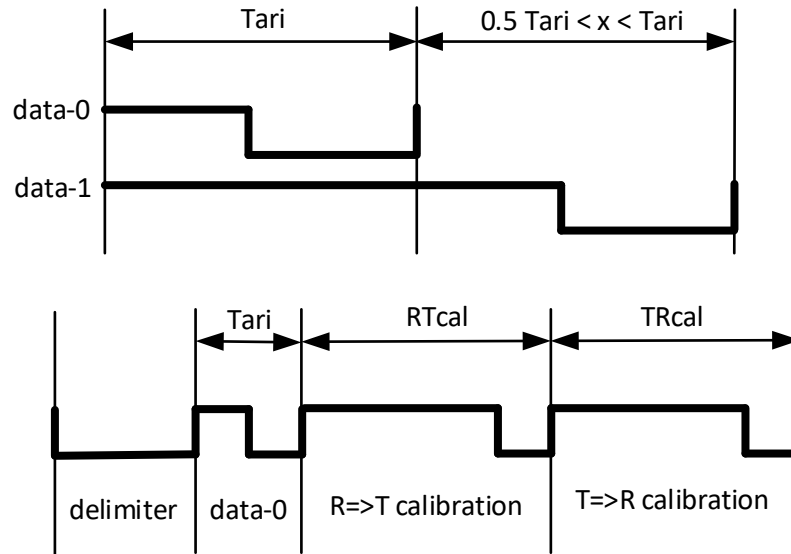 Tari
0.5 Tari < x < Tari
data-0
data-1
Tari
RTcal
TRcal
delimiter
data-0
R=>T calibration
T=>R calibration